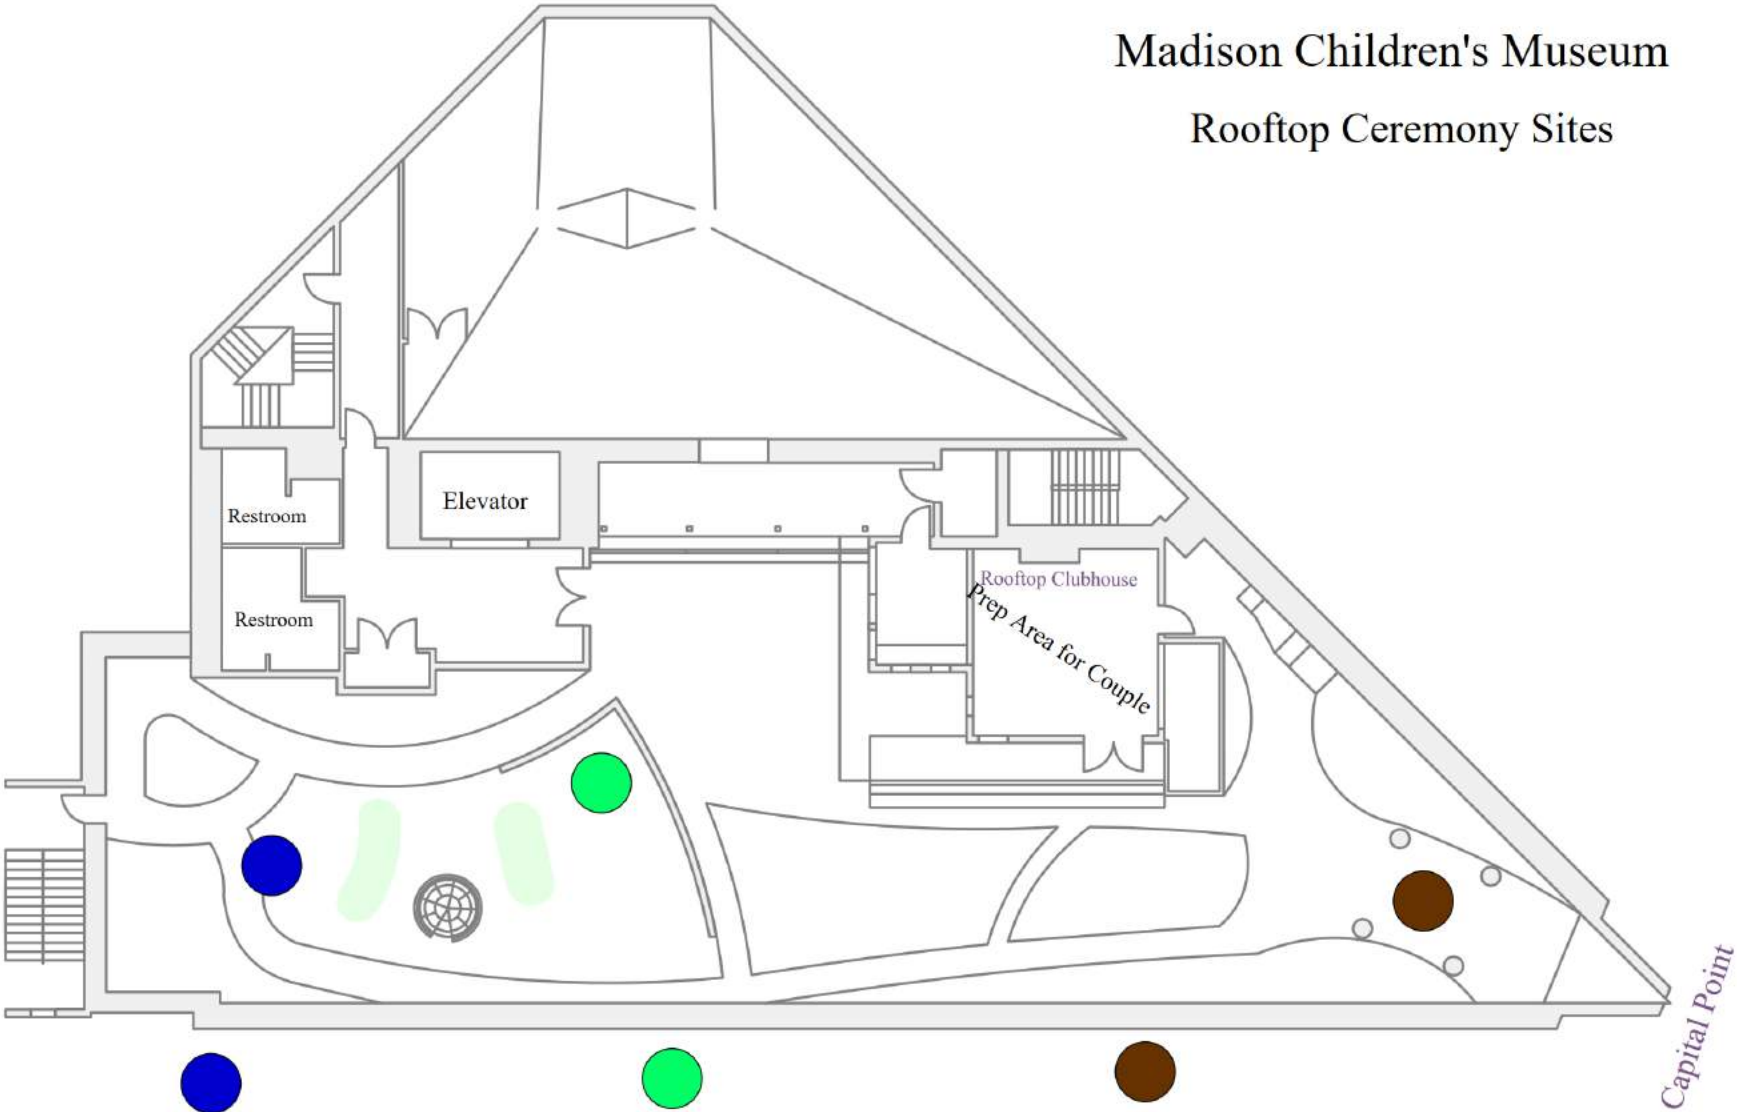 Madison Children's Museum
Rooftop Ceremony Sites
Elevator
Restroom
Rooftop Clubhouse
Prep Area for Couple
Restroom
Capital Point